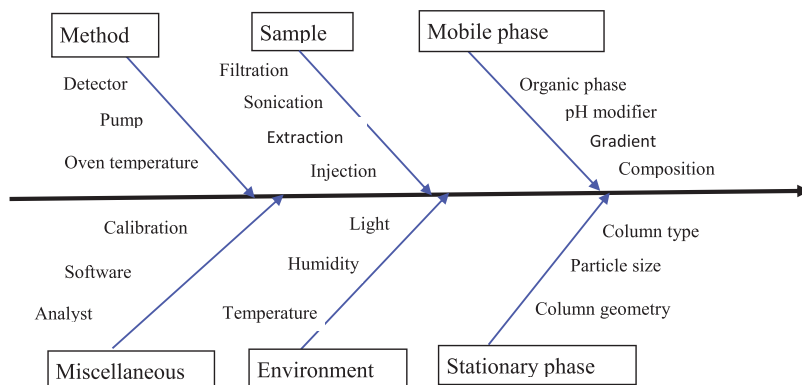 Method
Sample
Mobile phase
Detector
Pump
Oven temperature
Filtration
Sonication
Extraction
Injection
Organic phase
pH modifier
Gradient
Composition
Calibration
Software
Analyst
Light
Humidity
Temperature
Column type
Particle size
Column geometry
Miscellaneous
Environment
Stationary phase